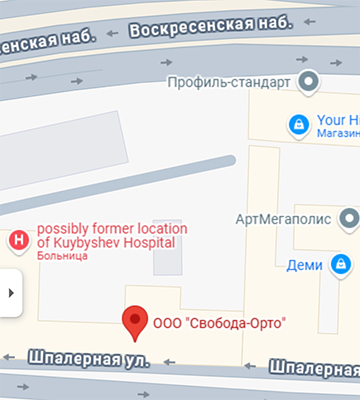 енская наб.
Воскресенская наб.
Профиль-стандарт
Your H
Магазин
possibly former location
of Kuybyshev Hospital
Больница
АртМегаполис
Деми
ООО "Свобода-Орто"
Шпалерная ул.
Шпалерная